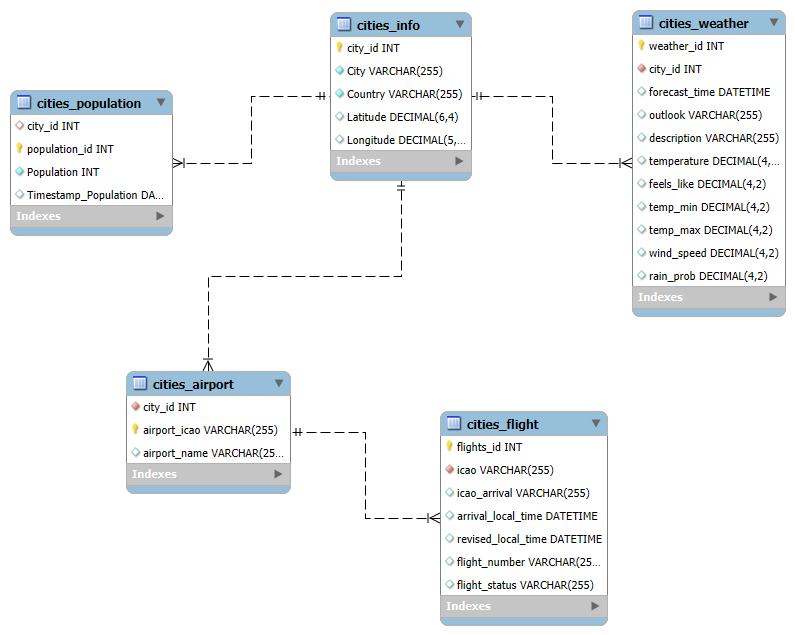 cities_info
city_id INT
City VARCHAR(255)
Country VARCHAR(255)
Latitude DECIMAL(6,4)
Longitude DECIMAL(5,...
Indexes
cities_weather
weather_id INT
city_id INT
forecast_time DATETIME
outlook VARCHAR(255)
description VARCHAR(255)
temperature DECIMAL(4,...
feels_like DECIMAL(4,2)
temp_min DECIMAL(4,2)
temp_max DECIMAL(4,2)
wind_speed DECIMAL(4,2)
rain_prob DECIMAL(4,2)
Indexes
cities_population
city_id INT
population_id INT
Population INT
Timestamp_Population DA...
Indexes
cities_airport
city_id INT
airport_icao VARCHAR(255)
airport_name VARCHAR(25...
Indexes
cities_flight
flights_id INT
icao VARCHAR(255)
icao_arrival VARCHAR(255)
arrival_local_time DATETIME
revised_local_time DATETIME
flight_number VARCHAR(25...
flight_status VARCHAR(255)
Indexes